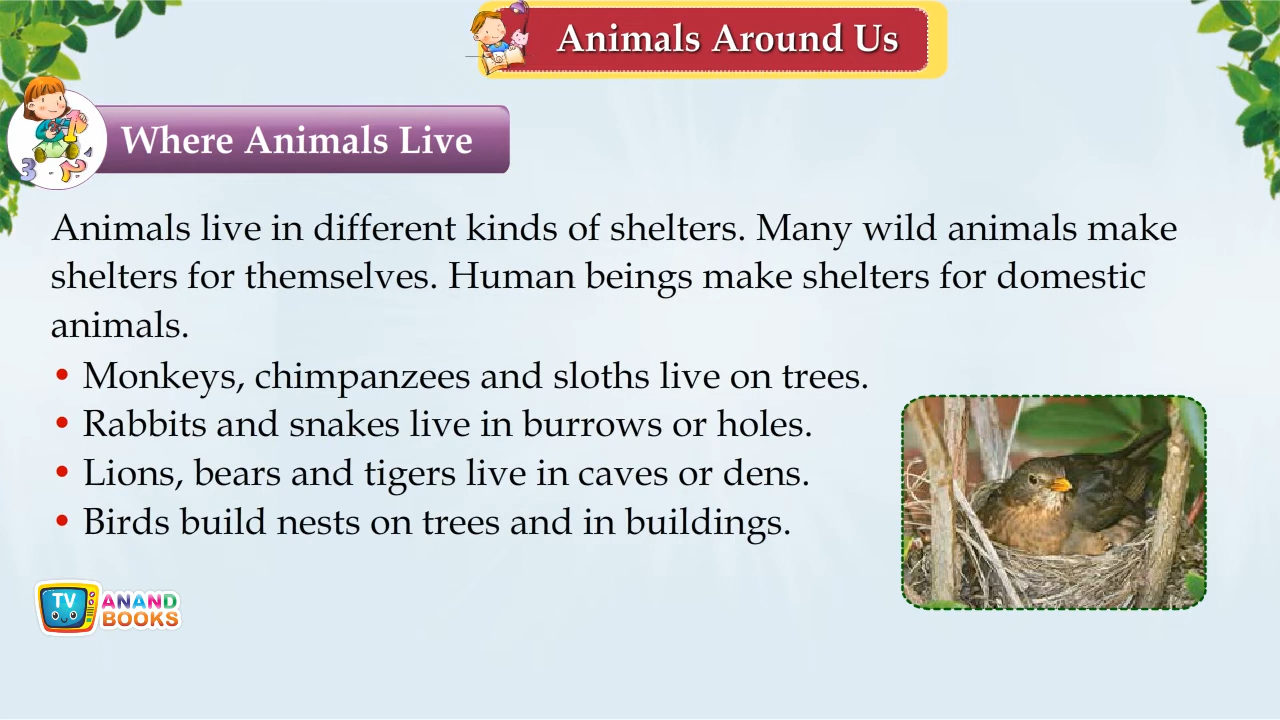 Animals Around Us
Where Animals Live
Animals live in different kinds of shelters. Many wild animals make
shelters for themselves. Human beings make shelters for domestic
animals.
• Monkeys, chimpanzees and sloths live on trees.
• Rabbits and snakes live in burrows or holes.
• Lions, bears and tigers live in caves or dens.
• Birds build nests on trees and in buildings.
TV ANAND
BOOKS
1
3 2